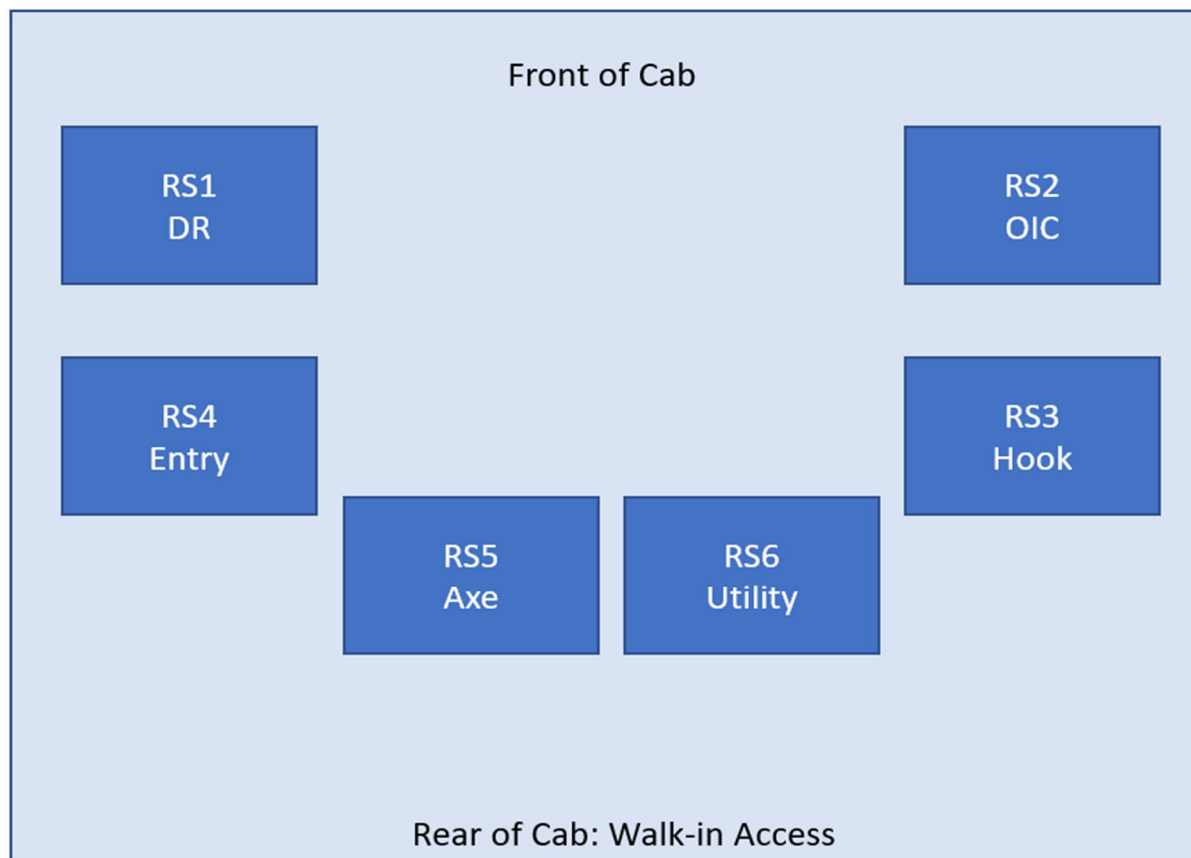 Front of Cab
RS1
DR
RS2
OIC
RS4
Entry
RS3
Hook
RS5
Axe
RS6
Utility
Rear of Cab: Walk-in Access